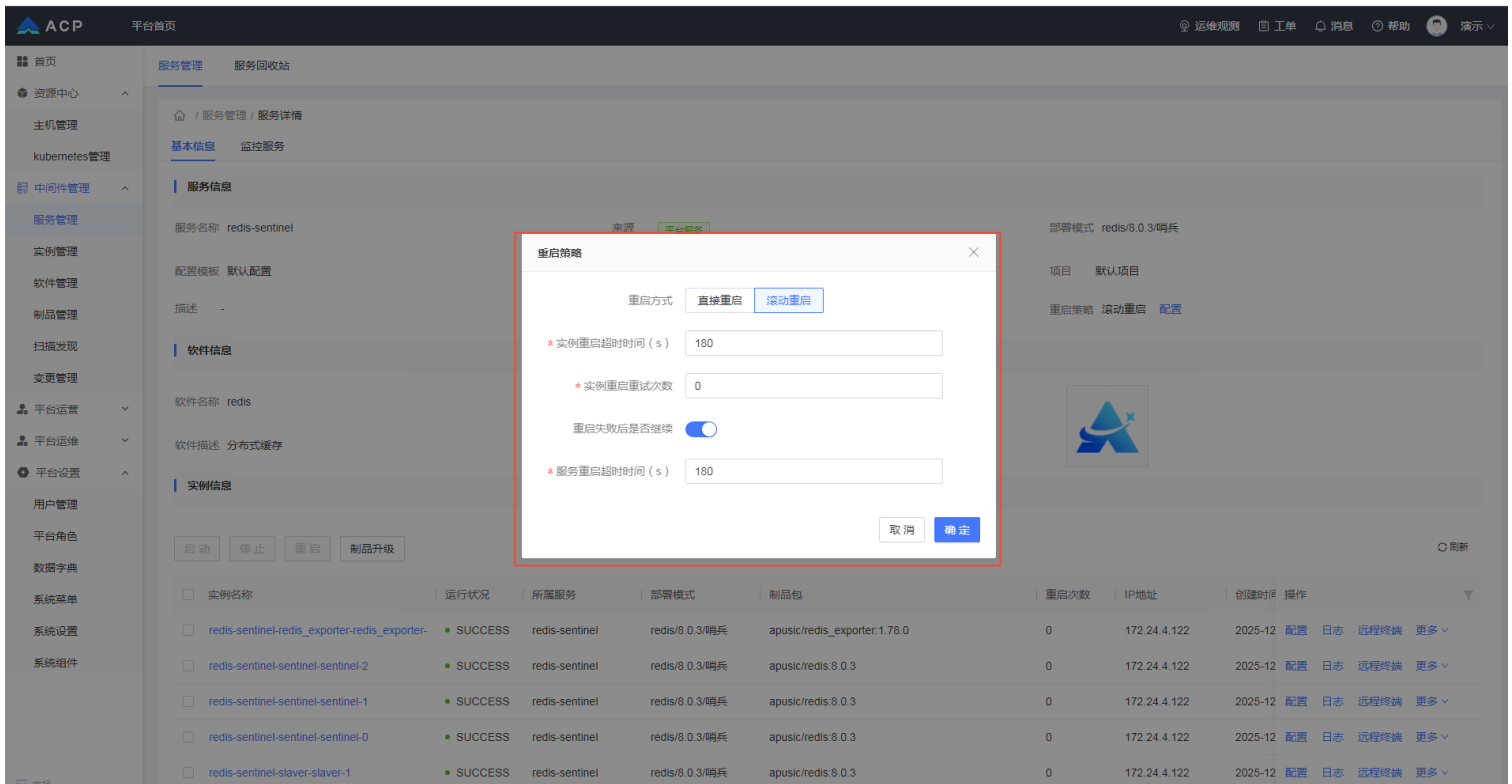 ACP 平台首页 运维观测 工单 消息 帮助 演示
首页
资源中心
主机管理
kubernetes管理
中间件管理
服务管理
实例管理
软件管理
制品管理
扫描发现
变更管理
平台运营
平台运维
平台设置
用户管理
平台角色
数据字典
系统菜单
系统设置
系统组件
服务管理 服务回收站
/ 服务管理 / 服务详情
基本信息 监控服务
服务信息
服务名称 redis-sentinel 来源 平台服务 部署模式 redis/8.0.3/哨兵
配置模板 默认配置 项目 默认项目
描述 - 重启策略 滚动重启 配置
软件信息
软件名称 redis
软件描述 分布式缓存
实例信息
重启策略
重启方式 直接重启 滚动重启
* 实例重启超时时间 ( s ) 180
* 实例重启重试次数 0
重启失败后是否继续
* 服务重启超时时间 ( s ) 180
取 消 确 定
启 动 停 止 重 启 制品升级 刷新
实例名称 运行状况 所属服务 部署模式 制品包 重启次数 IP地址 创建时间 操作
redis-sentinel-redis_exporter-redis_exporter- SUCCESS redis-sentinel redis/8.0.3/哨兵 apusic/redis_exporter:1.78.0 0 172.24.4.122 2025-12 配置 日志 远程终端 更多
redis-sentinel-sentinel-sentinel-2 SUCCESS redis-sentinel redis/8.0.3/哨兵 apusic/redis:8.0.3 0 172.24.4.122 2025-12 配置 日志 远程终端 更多
redis-sentinel-sentinel-sentinel-1 SUCCESS redis-sentinel redis/8.0.3/哨兵 apusic/redis:8.0.3 0 172.24.4.122 2025-12 配置 日志 远程终端 更多
redis-sentinel-sentinel-sentinel-0 SUCCESS redis-sentinel redis/8.0.3/哨兵 apusic/redis:8.0.3 0 172.24.4.122 2025-12 配置 日志 远程终端 更多
redis-sentinel-slaver-slaver-1 SUCCESS redis-sentinel redis/8.0.3/哨兵 apusic/redis:8.0.3 0 172.24.4.122 2025-12 配置 日志 远程终端 更多